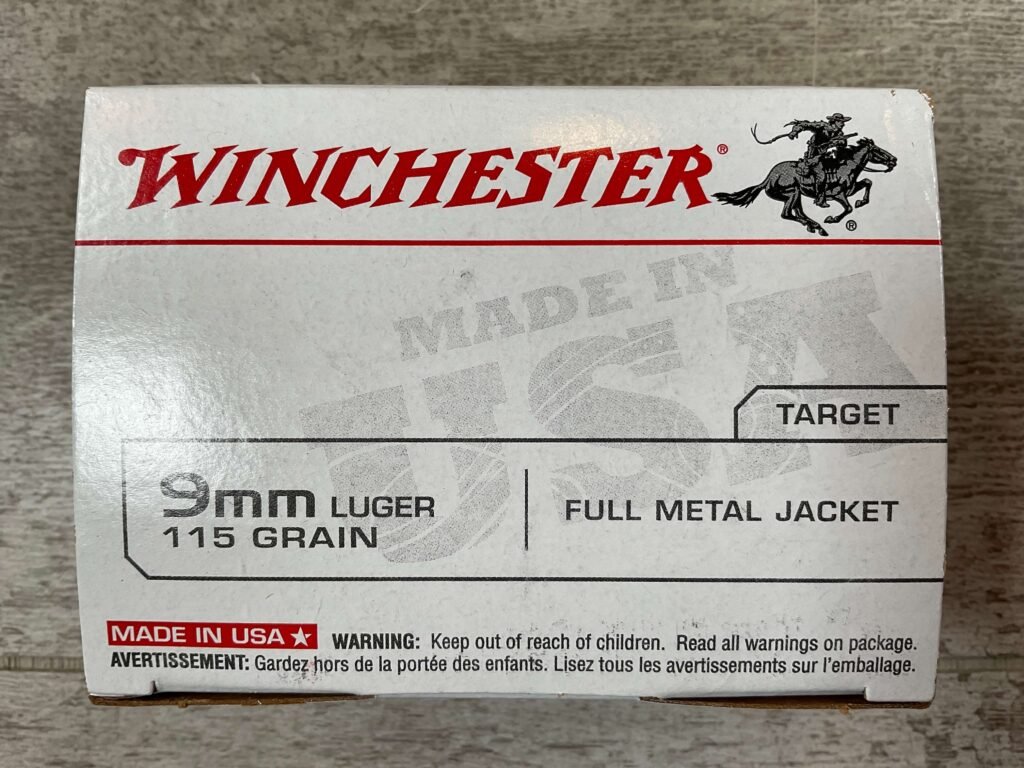 WINCHESTER®
®
MADE IN
USA
TARGET
9mm LUGER
115 GRAIN
FULL METAL JACKET
MADE IN USA★ WARNING: Keep out of reach of children. Read all warnings on package.
AVERTISSEMENT: Gardez hors de la portée des enfants. Lisez tous les avertissements sur l'emballage.